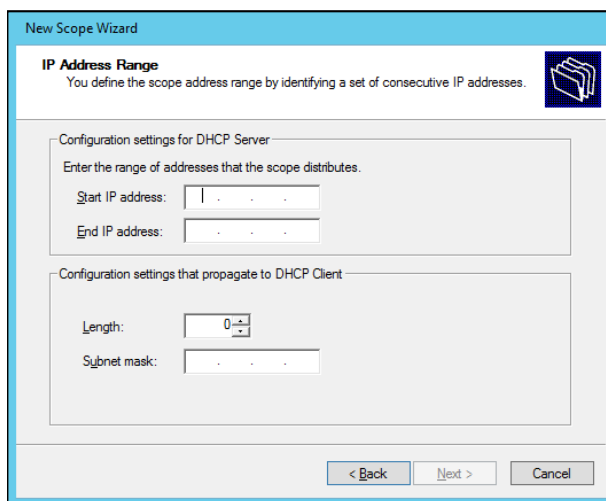 New Scope Wizard
IP Address Range
You define the scope address range by identifying a set of consecutive IP addresses.
Configuration settings for DHCP Server
Enter the range of addresses that the scope distributes.
Start IP address: . . .
End IP address: . . .
Configuration settings that propagate to DHCP Client
Length: 0
Subnet mask: . . .
< Back Next > Cancel